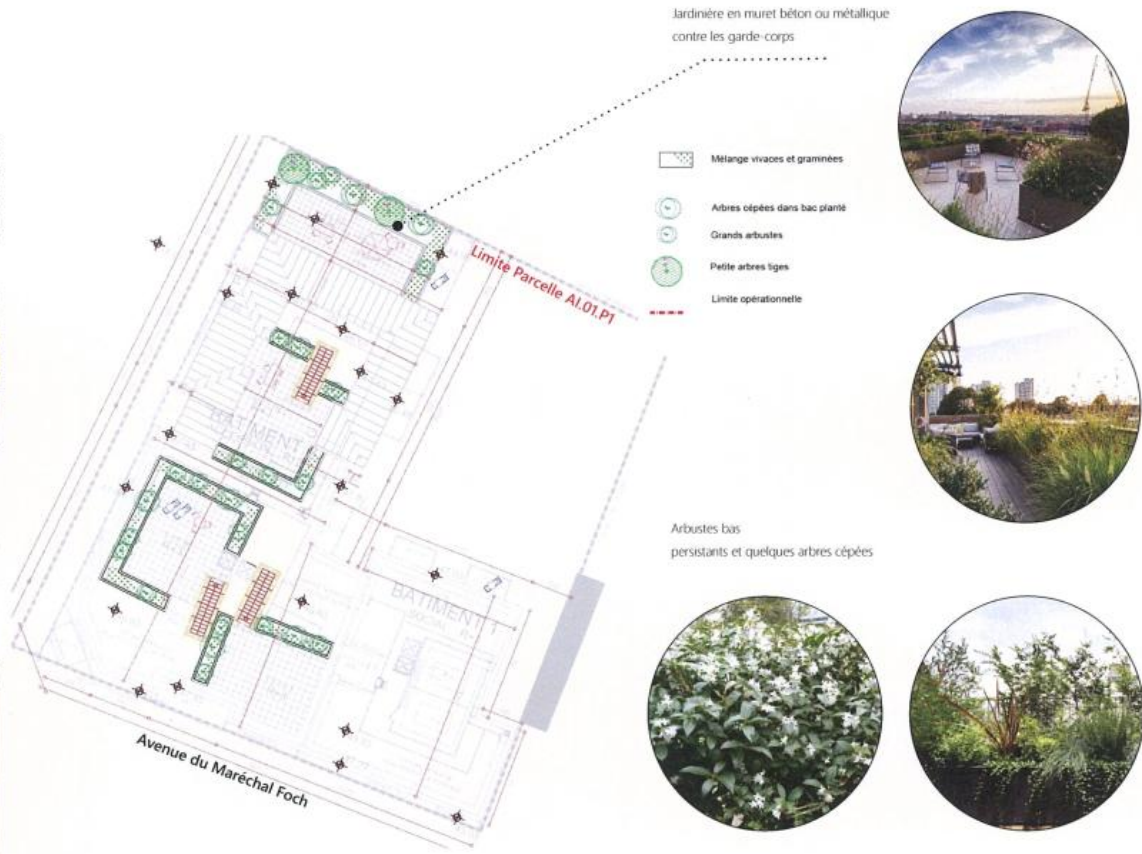 Jardinière en muret béton ou métallique
contre les garde-corps
Mélange vivaces et graminées
Arbres cépées dans bac planté
Grands arbustes
Petite arbres tiges
Limite opérationnelle
Limite Parcelle AI.01.P1
BATIMENT
BATIMENT 1
SOCIAL
Arbustes bas
persistants et quelques arbres cépées
Avenue du Maréchal Foch